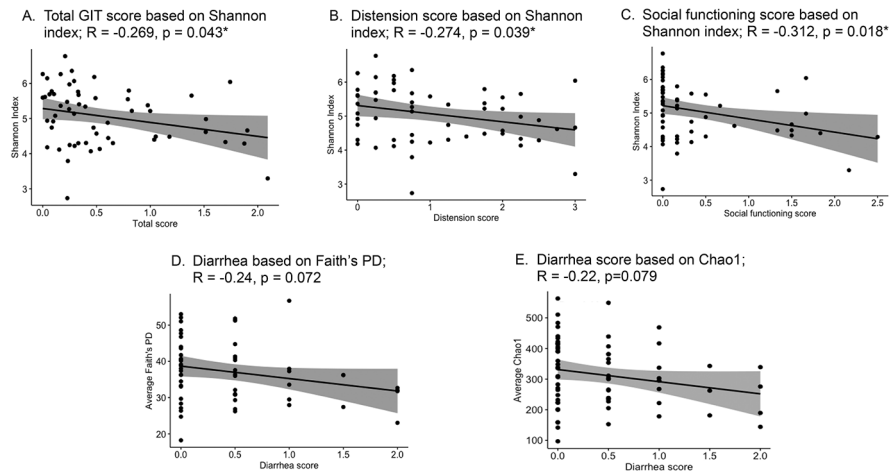 A. Total GIT score based on Shannon
index; R = -0.269, p = 0.043*
B. Distension score based on Shannon
index; R = -0.274, p = 0.039*
C. Social functioning score based on
Shannon index; R = -0.312, p = 0.018*
Shannon Index
6
5
4
3
0.0 0.5 1.0 1.5 2.0
Total score
Shannon Index
6
5
4
3
0 1 2 3
Distension score
Shannon Index
6
5
4
3
0.0 0.5 1.0 1.5 2.0 2.5
Social functioning score
D. Diarrhea based on Faith's PD;
R = -0.24, p = 0.072
E. Diarrhea score based on Chao1;
R = -0.22, p=0.079
Average Faith's PD
50
40
30
20
0.0 0.5 1.0 1.5 2.0
Diarrhea score
Average Chao1
500
400
300
200
100
0.0 0.5 1.0 1.5 2.0
Diarrhea score